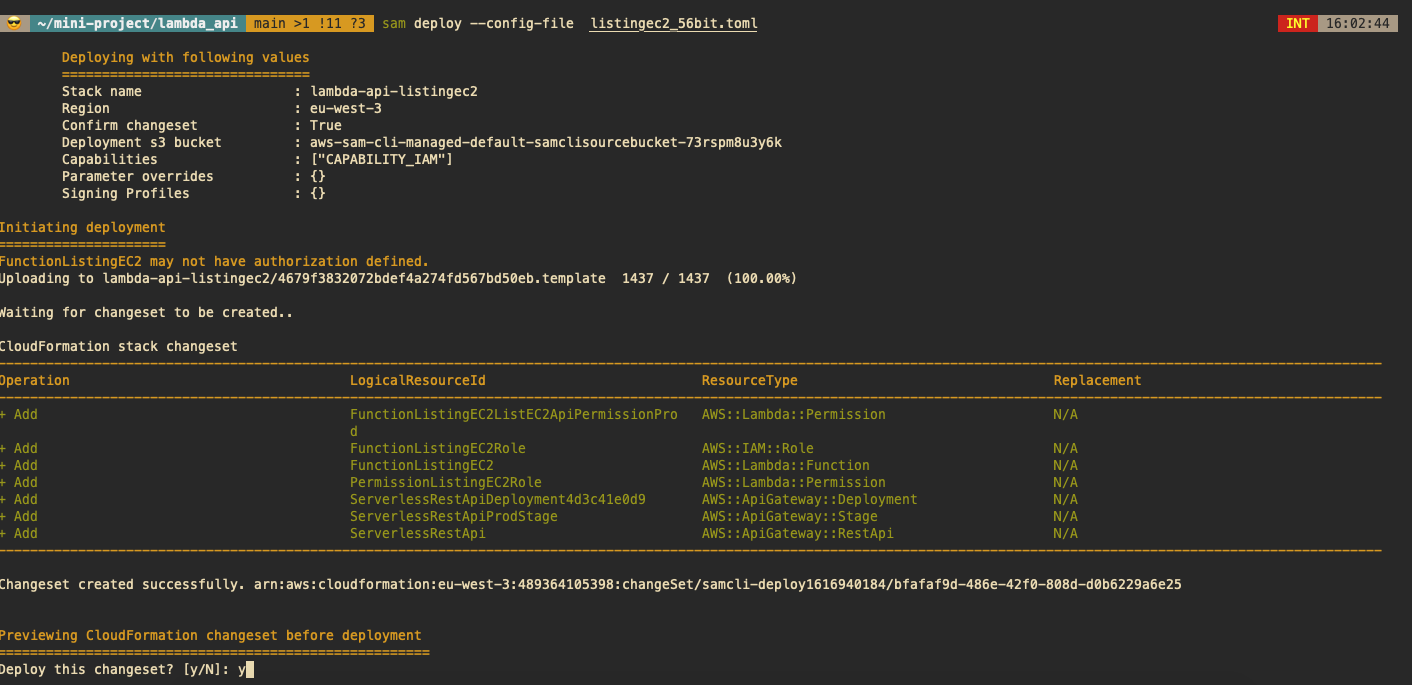 ~/mini-project/lambda_api main >1 !11 ?3 sam deploy --config-file listingec2_56bit.toml INT 16:02:44
Deploying with following values
===============================
Stack name : lambda-api-listingec2
Region : eu-west-3
Confirm changeset : True
Deployment s3 bucket : aws-sam-cli-managed-default-samclisourcebucket-73rspm8u3y6k
Capabilities : ["CAPABILITY_IAM"]
Parameter overrides : {}
Signing Profiles : {}
Initiating deployment
=====================
FunctionListingEC2 may not have authorization defined.
Uploading to lambda-api-listingec2/4679f3832072bdef4a274fd567bd50eb.template 1437 / 1437 (100.00%)
Waiting for changeset to be created..
CloudFormation stack changeset
Operation LogicalResourceId ResourceType Replacement
+ Add FunctionListingEC2ListEC2ApiPermissionPro AWS::Lambda::Permission N/A
d
+ Add FunctionListingEC2Role AWS::IAM::Role N/A
+ Add FunctionListingEC2 AWS::Lambda::Function N/A
+ Add PermissionListingEC2Role AWS::Lambda::Permission N/A
+ Add ServerlessRestApiDeployment4d3c41e0d9 AWS::ApiGateway::Deployment N/A
+ Add ServerlessRestApiProdStage AWS::ApiGateway::Stage N/A
+ Add ServerlessRestApi AWS::ApiGateway::RestApi N/A
Changeset created successfully. arn:aws:cloudformation:eu-west-3:489364105398:changeSet/samcli-deploy1616940184/bfafaf9d-486e-42f0-808d-d0b6229a6e25
Previewing CloudFormation changeset before deployment
======================================================
Deploy this changeset? [y/N]: y